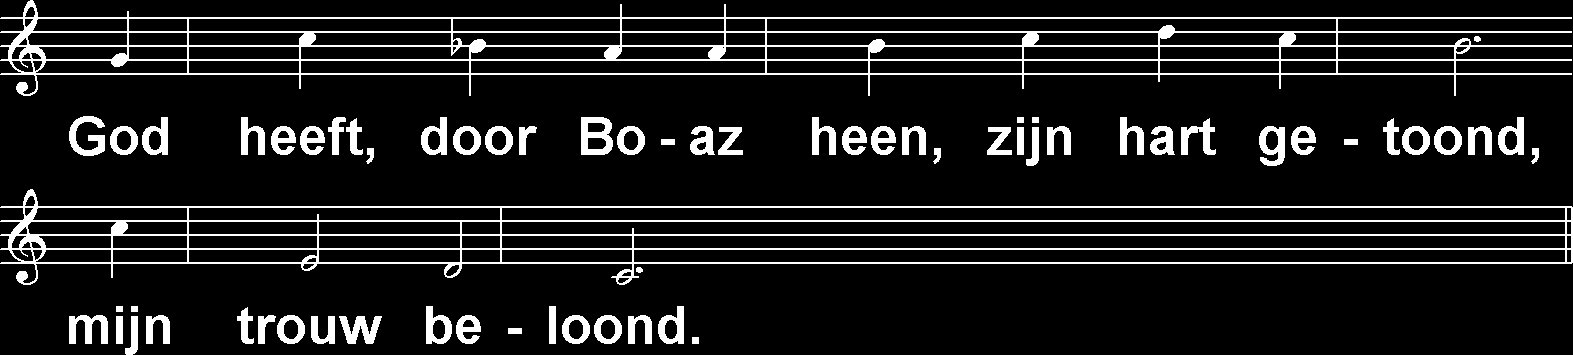 God heeft, door Bo - az heen, zijn hart ge - toond,
mijn trouw be - loond.